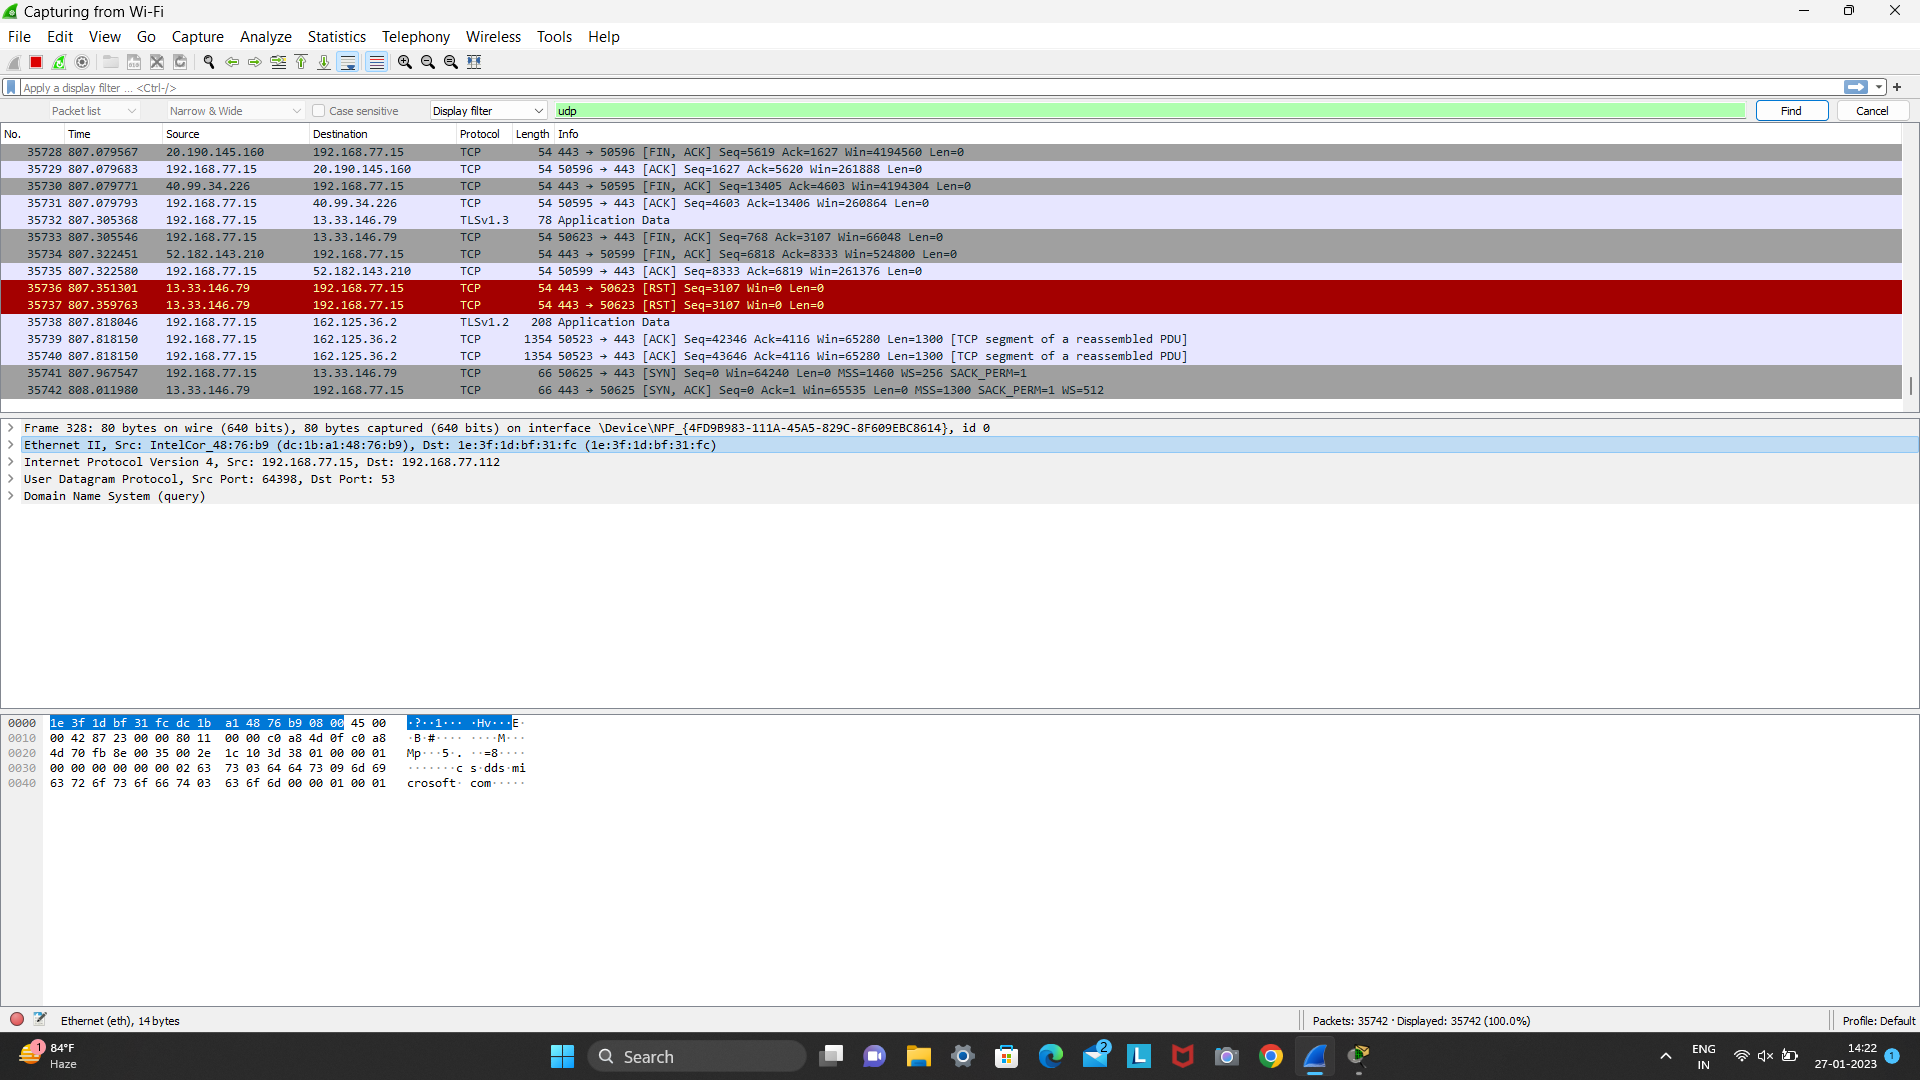 Capturing from Wi-Fi
File Edit View Go Capture Analyze Statistics Telephony Wireless Tools Help
Apply a display filter ... <Ctrl-/>
Packet list Narrow & Wide Case sensitive Display filter udp Find Cancel
No. Time Source Destination Protocol Length Info
35728 807.079567 20.190.145.160 192.168.77.15 TCP 54 443 → 50596 [FIN, ACK] Seq=5619 Ack=1627 Win=4194560 Len=0
35729 807.079683 192.168.77.15 20.190.145.160 TCP 54 50596 → 443 [ACK] Seq=1627 Ack=5620 Win=261888 Len=0
35730 807.079771 40.99.34.226 192.168.77.15 TCP 54 443 → 50595 [FIN, ACK] Seq=13405 Ack=4603 Win=4194304 Len=0
35731 807.079793 192.168.77.15 40.99.34.226 TCP 54 50595 → 443 [ACK] Seq=4603 Ack=13406 Win=260864 Len=0
35732 807.305368 192.168.77.15 13.33.146.79 TLSv1.3 78 Application Data
35733 807.305546 192.168.77.15 13.33.146.79 TCP 54 50623 → 443 [FIN, ACK] Seq=768 Ack=3107 Win=66048 Len=0
35734 807.322451 52.182.143.210 192.168.77.15 TCP 54 443 → 50599 [FIN, ACK] Seq=6818 Ack=8333 Win=524800 Len=0
35735 807.322580 192.168.77.15 52.182.143.210 TCP 54 50599 → 443 [ACK] Seq=8333 Ack=6819 Win=261376 Len=0
35736 807.351301 13.33.146.79 192.168.77.15 TCP 54 443 → 50623 [RST] Seq=3107 Win=0 Len=0
35737 807.359763 13.33.146.79 192.168.77.15 TCP 54 443 → 50623 [RST] Seq=3107 Win=0 Len=0
35738 807.818046 192.168.77.15 162.125.36.2 TLSv1.2 208 Application Data
35739 807.818150 192.168.77.15 162.125.36.2 TCP 1354 50523 → 443 [ACK] Seq=42346 Ack=4116 Win=65280 Len=1300 [TCP segment of a reassembled PDU]
35740 807.818150 192.168.77.15 162.125.36.2 TCP 1354 50523 → 443 [ACK] Seq=43646 Ack=4116 Win=65280 Len=1300 [TCP segment of a reassembled PDU]
35741 807.967547 192.168.77.15 13.33.146.79 TCP 66 50625 → 443 [SYN] Seq=0 Win=64240 Len=0 MSS=1460 WS=256 SACK_PERM=1
35742 808.011980 13.33.146.79 192.168.77.15 TCP 66 443 → 50625 [SYN, ACK] Seq=0 Ack=1 Win=65535 Len=0 MSS=1300 SACK_PERM=1 WS=512
Frame 328: 80 bytes on wire (640 bits), 80 bytes captured (640 bits) on interface \Device\NPF_{4FD9B983-111A-45A5-829C-8F609EBC8614}, id 0
Ethernet II, Src: IntelCor_48:76:b9 (dc:1b:a1:48:76:b9), Dst: 1e:3f:1d:bf:31:fc (1e:3f:1d:bf:31:fc)
Internet Protocol Version 4, Src: 192.168.77.15, Dst: 192.168.77.112
User Datagram Protocol, Src Port: 64398, Dst Port: 53
Domain Name System (query)
0000 1e 3f 1d bf 31 fc dc 1b a1 48 76 b9 08 00 45 00 ·?··1··· ·Hv···E·
0010 00 42 87 23 00 00 80 11 00 00 c0 a8 4d 0f c0 a8 ·B·#···· ····M···
0020 4d 70 fb 8e 00 35 00 2e 1c 10 3d 38 01 00 00 01 Mp···5·. ··=8····
0030 00 00 00 00 00 00 02 63 73 03 64 64 73 09 6d 69 ·······c s·dds·mi
0040 63 72 6f 73 6f 66 74 03 63 6f 6d 00 00 01 00 01 crosoft· com·····
Ethernet (eth), 14 bytes Packets: 35742 · Displayed: 35742 (100.0%) Profile: Default
1 84°F Search 2 L ENG 14:22
Haze IN 27-01-2023 1